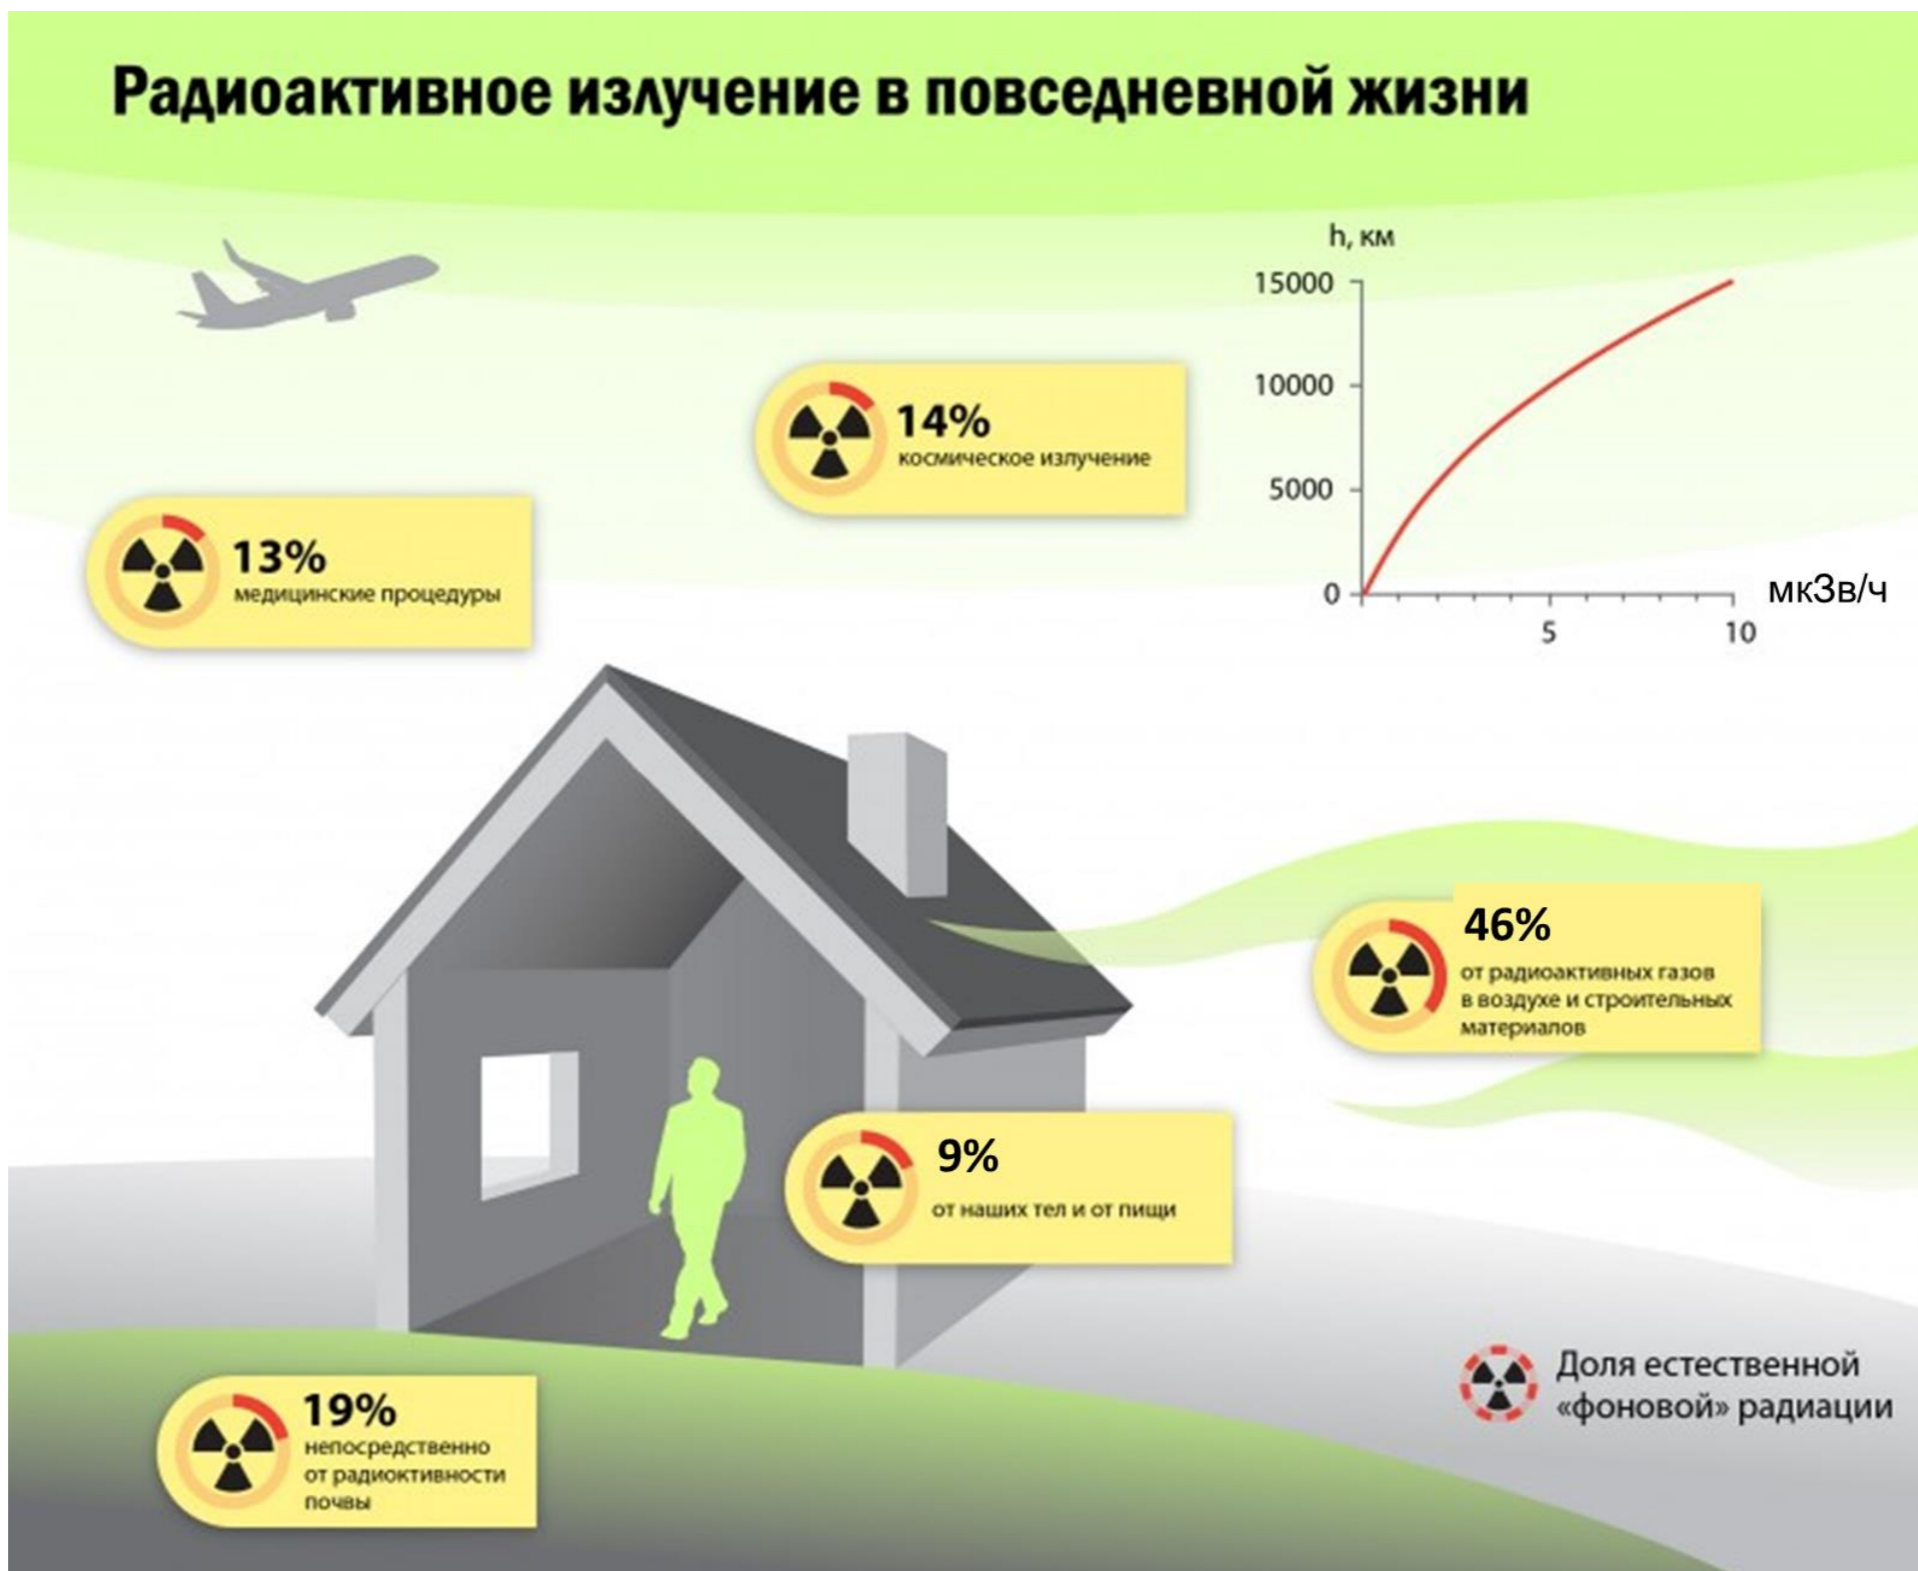 Радиоактивное излучение в повседневной жизни
h, км
15000
10000
5000
0
5
10
мкЗв/ч
14%
космическое излучение
13%
медицинские процедуры
46%
от радиоактивных газов
в воздухе и строительных
материалов
9%
от наших тел и от пищи
19%
непосредственно
от радиоктивности
почвы
Доля естественной
«фоновой» радиации